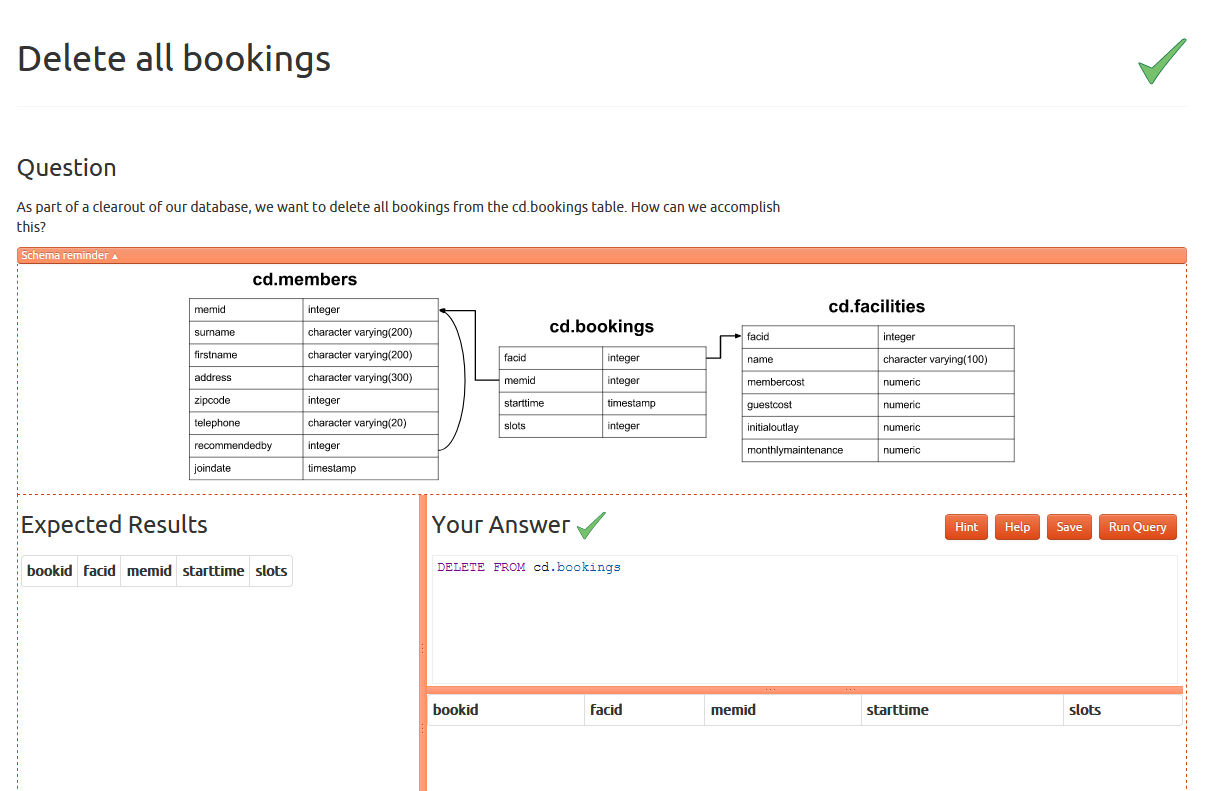 Delete all bookings
Question
As part of a clearout of our database, we want to delete all bookings from the cd.bookings table. How can we accomplish
this?
Schema reminder ▲
cd.members
memid integer
surname character varying(200)
firstname character varying(200)
address character varying(300)
zipcode integer
telephone character varying(20)
recommendedby integer
joindate timestamp
cd.bookings
facid integer
memid integer
starttime timestamp
slots integer
cd.facilities
facid integer
name character varying(100)
membercost numeric
guestcost numeric
initialoutlay numeric
monthlymaintenance numeric
Expected Results
bookid facid memid starttime slots
Your Answer
Hint Help Save Run Query
DELETE FROM cd.bookings
bookid facid memid starttime slots